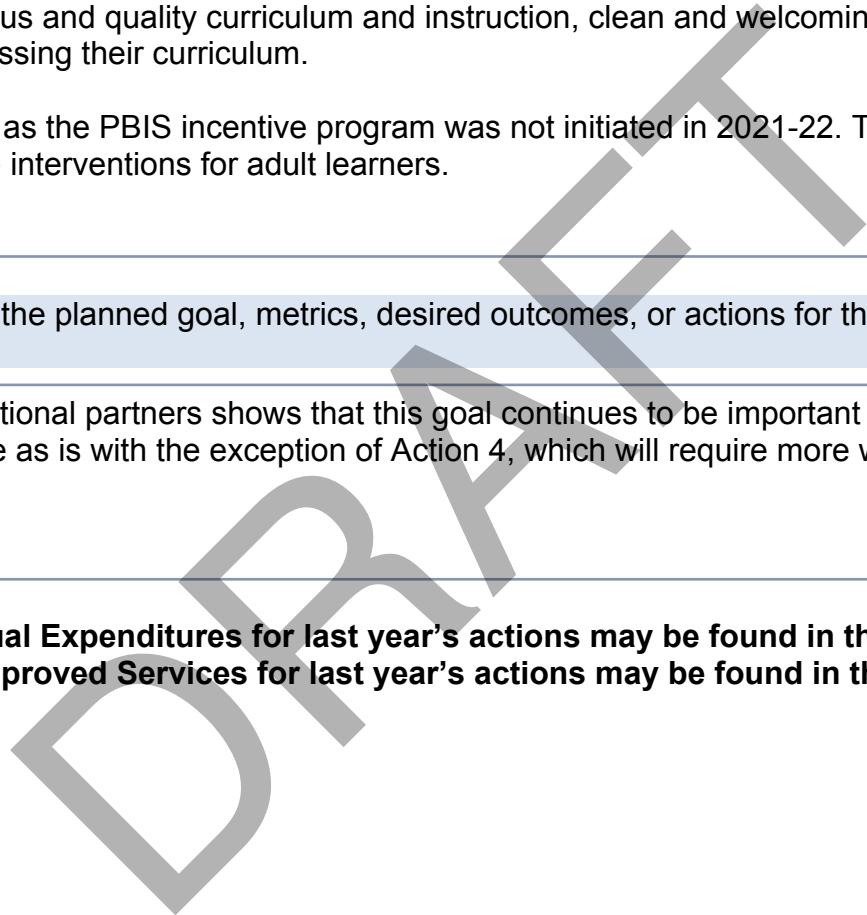 us and quality curriculum and instruction, clean and welcomin
ssing their curriculum.
as the PBIS incentive program was not initiated in 2021-22. T
interventions for adult learners.
the planned goal, metrics, desired outcomes, or actions for th
tional partners shows that this goal continues to be important
e as is with the exception of Action 4, which will require more w
ual Expenditures for last year’s actions may be found in th
proved Services for last year’s actions may be found in th
DRAFT